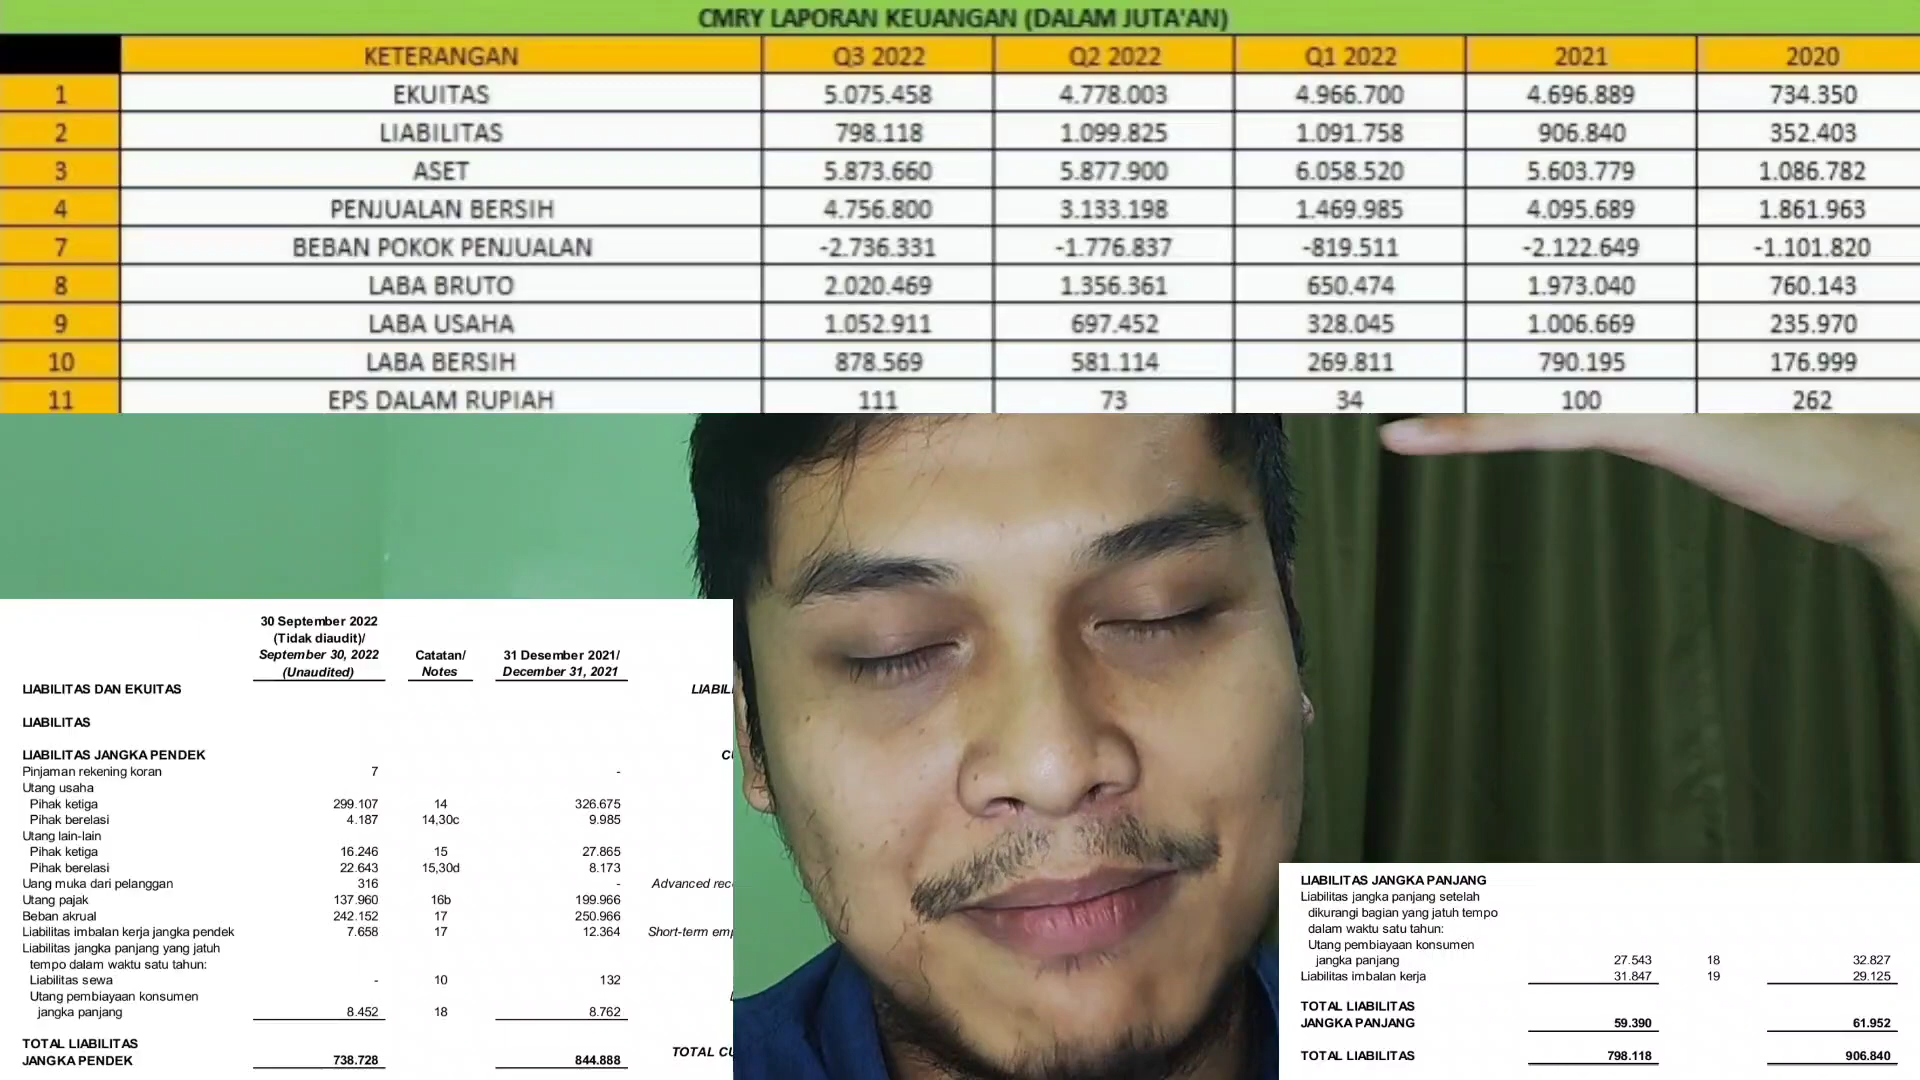 CMRY LAPORAN KEUANGAN (DALAM JUTA'AN)
KETERANGAN Q3 2022 Q2 2022 Q1 2022 2021 2020
1 EKUITAS 5.075.458 4.778.003 4.966.700 4.696.889 734.350
2 LIABILITAS 798.118 1.099.825 1.091.758 906.840 352.403
3 ASET 5.873.660 5.877.900 6.058.520 5.603.779 1.086.782
4 PENJUALAN BERSIH 4.756.800 3.133.198 1.469.985 4.095.689 1.861.963
7 BEBAN POKOK PENJUALAN -2.736.331 -1.776.837 -819.511 -2.122.649 -1.101.820
8 LABA BRUTO 2.020.469 1.356.361 650.474 1.973.040 760.143
9 LABA USAHA 1.052.911 697.452 328.045 1.006.669 235.970
10 LABA BERSIH 878.569 581.114 269.811 790.195 176.999
11 EPS DALAM RUPIAH 111 73 34 100 262
30 September 2022
(Tidak diaudit)/
September 30, 2022 Catatan/ 31 Desember 2021/
(Unaudited) Notes December 31, 2021
LIABILITAS DAN EKUITAS LIABIL
LIABILITAS
LIABILITAS JANGKA PENDEK CU
Pinjaman rekening koran 7 -
Utang usaha
Pihak ketiga 299.107 14 326.675
Pihak berelasi 4.187 14,30c 9.985
Utang lain-lain
Pihak ketiga 16.246 15 27.865
Pihak berelasi 22.643 15,30d 8.173
Uang muka dari pelanggan 316 - Advanced rec
Utang pajak 137.960 16b 199.966
Beban akrual 242.152 17 250.966
Liabilitas imbalan kerja jangka pendek 7.658 17 12.364 Short-term emp
Liabilitas jangka panjang yang jatuh
tempo dalam waktu satu tahun:
Liabilitas sewa - 10 132
Utang pembiayaan konsumen
jangka panjang 8.452 18 8.762
TOTAL LIABILITAS
JANGKA PENDEK 738.728 844.888 TOTAL CU
LIABILITAS JANGKA PANJANG
Liabilitas jangka panjang setelah
dikurangi bagian yang jatuh tempo
dalam waktu satu tahun:
Utang pembiayaan konsumen
jangka panjang 27.543 18 32.827
Liabilitas imbalan kerja 31.847 19 29.125
TOTAL LIABILITAS
JANGKA PANJANG 59.390 61.952
TOTAL LIABILITAS 798.118 906.840